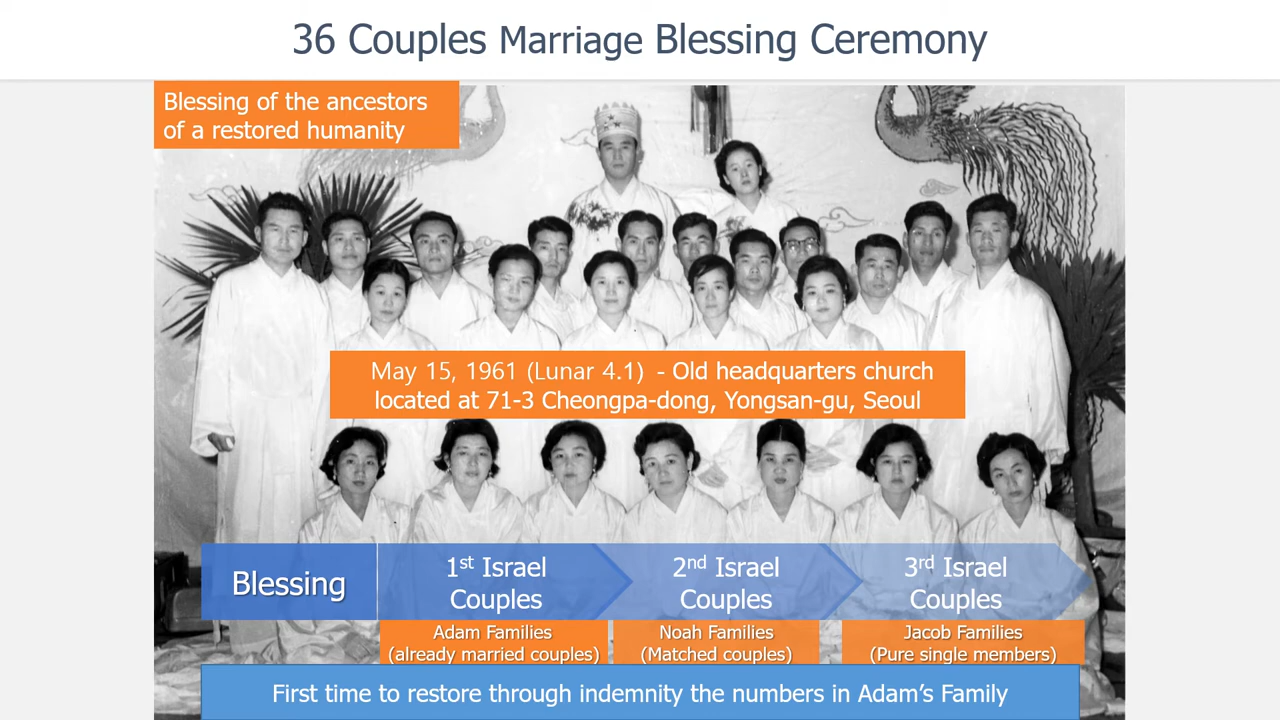 36 Couples Marriage Blessing Ceremony
Blessing of the ancestors
of a restored humanity
May 15, 1961 (Lunar 4.1) - Old headquarters church
located at 71-3 Cheongpa-dong, Yongsan-gu, Seoul
Blessing
1st Israel
Couples
2nd Israel
Couples
3rd Israel
Couples
Adam Families
(already married couples)
Noah Families
(Matched couples)
Jacob Families
(Pure single members)
First time to restore through indemnity the numbers in Adam’s Family